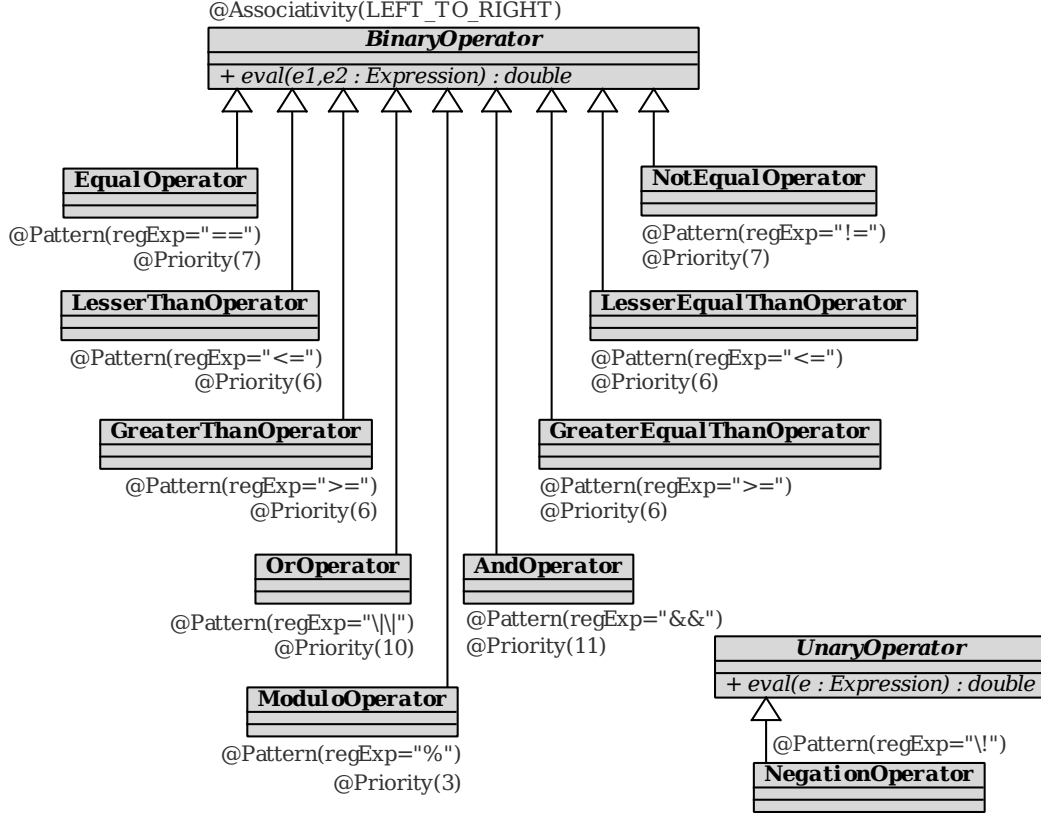 @Associativity(LEFT_TO_RIGHT)
BinaryOperator
+ eval(e1,e2 : Expression) : double
EqualOperator
@Pattern(regExp="==")
@Priority(7)
NotEqualOperator
@Pattern(regExp="!=")
@Priority(7)
LesserThanOperator
@Pattern(regExp="<=")
@Priority(6)
LesserEqualThanOperator
@Pattern(regExp="<=")
@Priority(6)
GreaterThanOperator
@Pattern(regExp=">=")
@Priority(6)
GreaterEqualThanOperator
@Pattern(regExp=">=")
@Priority(6)
OrOperator
@Pattern(regExp="\|\|")
@Priority(10)
AndOperator
@Pattern(regExp="&&")
@Priority(11)
ModuloOperator
@Pattern(regExp="%")
@Priority(3)
UnaryOperator
+ eval(e : Expression) : double
@Pattern(regExp="\!")
NegationOperator